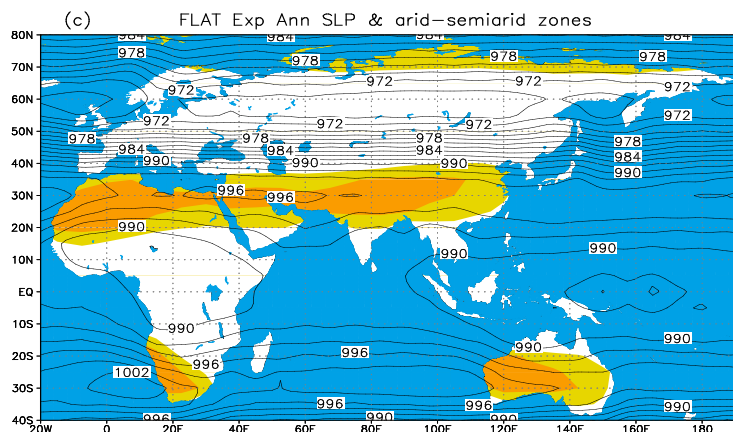 (c) FLAT Exp Ann SLP & arid-semiarid zones
80N 984 984 984
978 978 978 978
70N
972 972 972 972
60N
972 972 972 972
50N
978 978 978 978
984 984 984
40N 990 990 990 990
30N 996 996
20N 990 990
10N 990
EQ
10S 990 990
20S 996 990
1002 996
30S
996 996 990
40S 996 990 990
20W 0 20E 40E 60E 80E 100E 120E 140E 160E 180